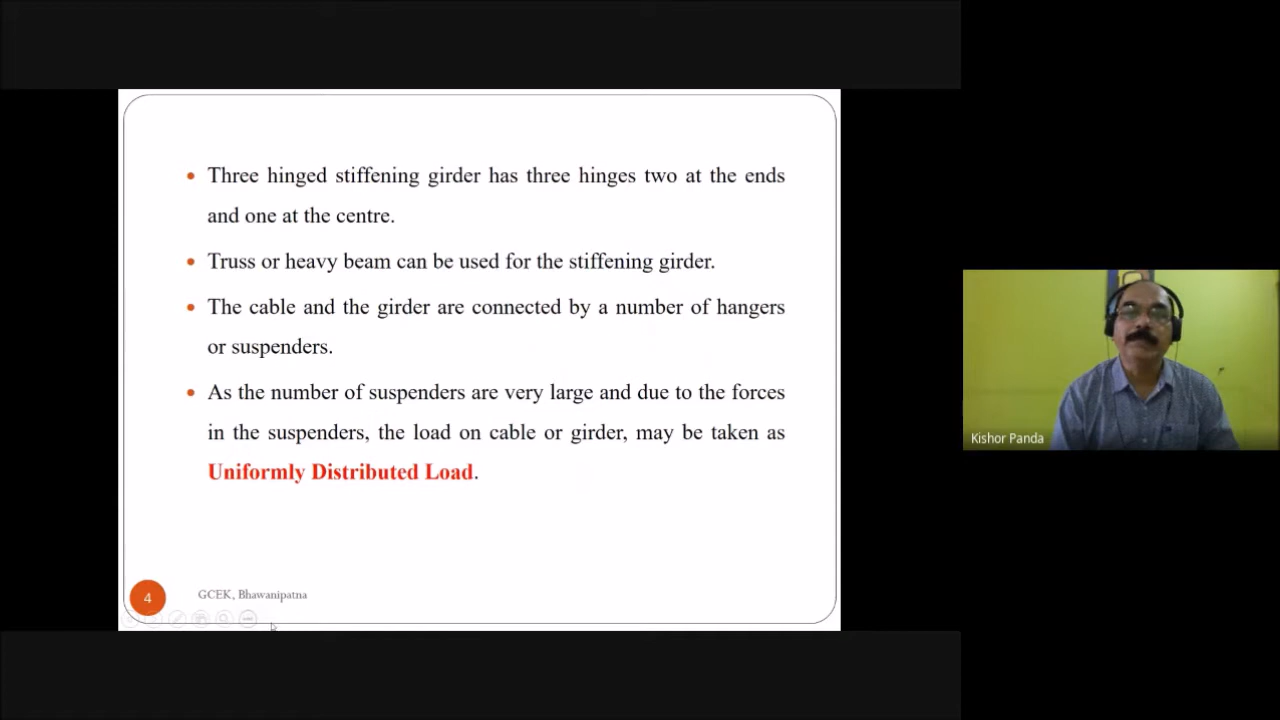 Three hinged stiffening girder has three hinges two at the ends
and one at the centre.
Truss or heavy beam can be used for the stiffening girder.
The cable and the girder are connected by a number of hangers
or suspenders.
As the number of suspenders are very large and due to the forces
in the suspenders, the load on cable or girder, may be taken as
Uniformly Distributed Load.
4
GCEK, Bhawanipatna
Kishor Panda